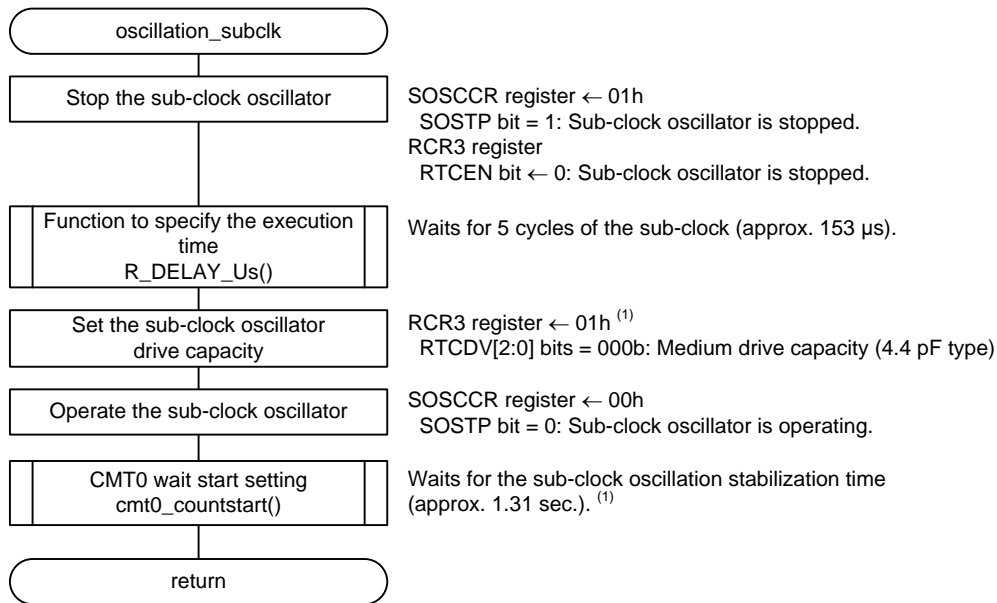 oscillation_subclk
Stop the sub-clock oscillator
SOSCCR register ← 01h
SOSTP bit = 1: Sub-clock oscillator is stopped.
RCR3 register
RTCEN bit ← 0: Sub-clock oscillator is stopped.
Function to specify the execution
time
R_DELAY_Us()
Waits for 5 cycles of the sub-clock (approx. 153 µs).
Set the sub-clock oscillator
drive capacity
RCR3 register ← 01h (1)
RTCDV[2:0] bits = 000b: Medium drive capacity (4.4 pF type)
Operate the sub-clock oscillator
SOSCCR register ← 00h
SOSTP bit = 0: Sub-clock oscillator is operating.
CMT0 wait start setting
cmt0_countstart()
Waits for the sub-clock oscillation stabilization time
(approx. 1.31 sec.). (1)
return